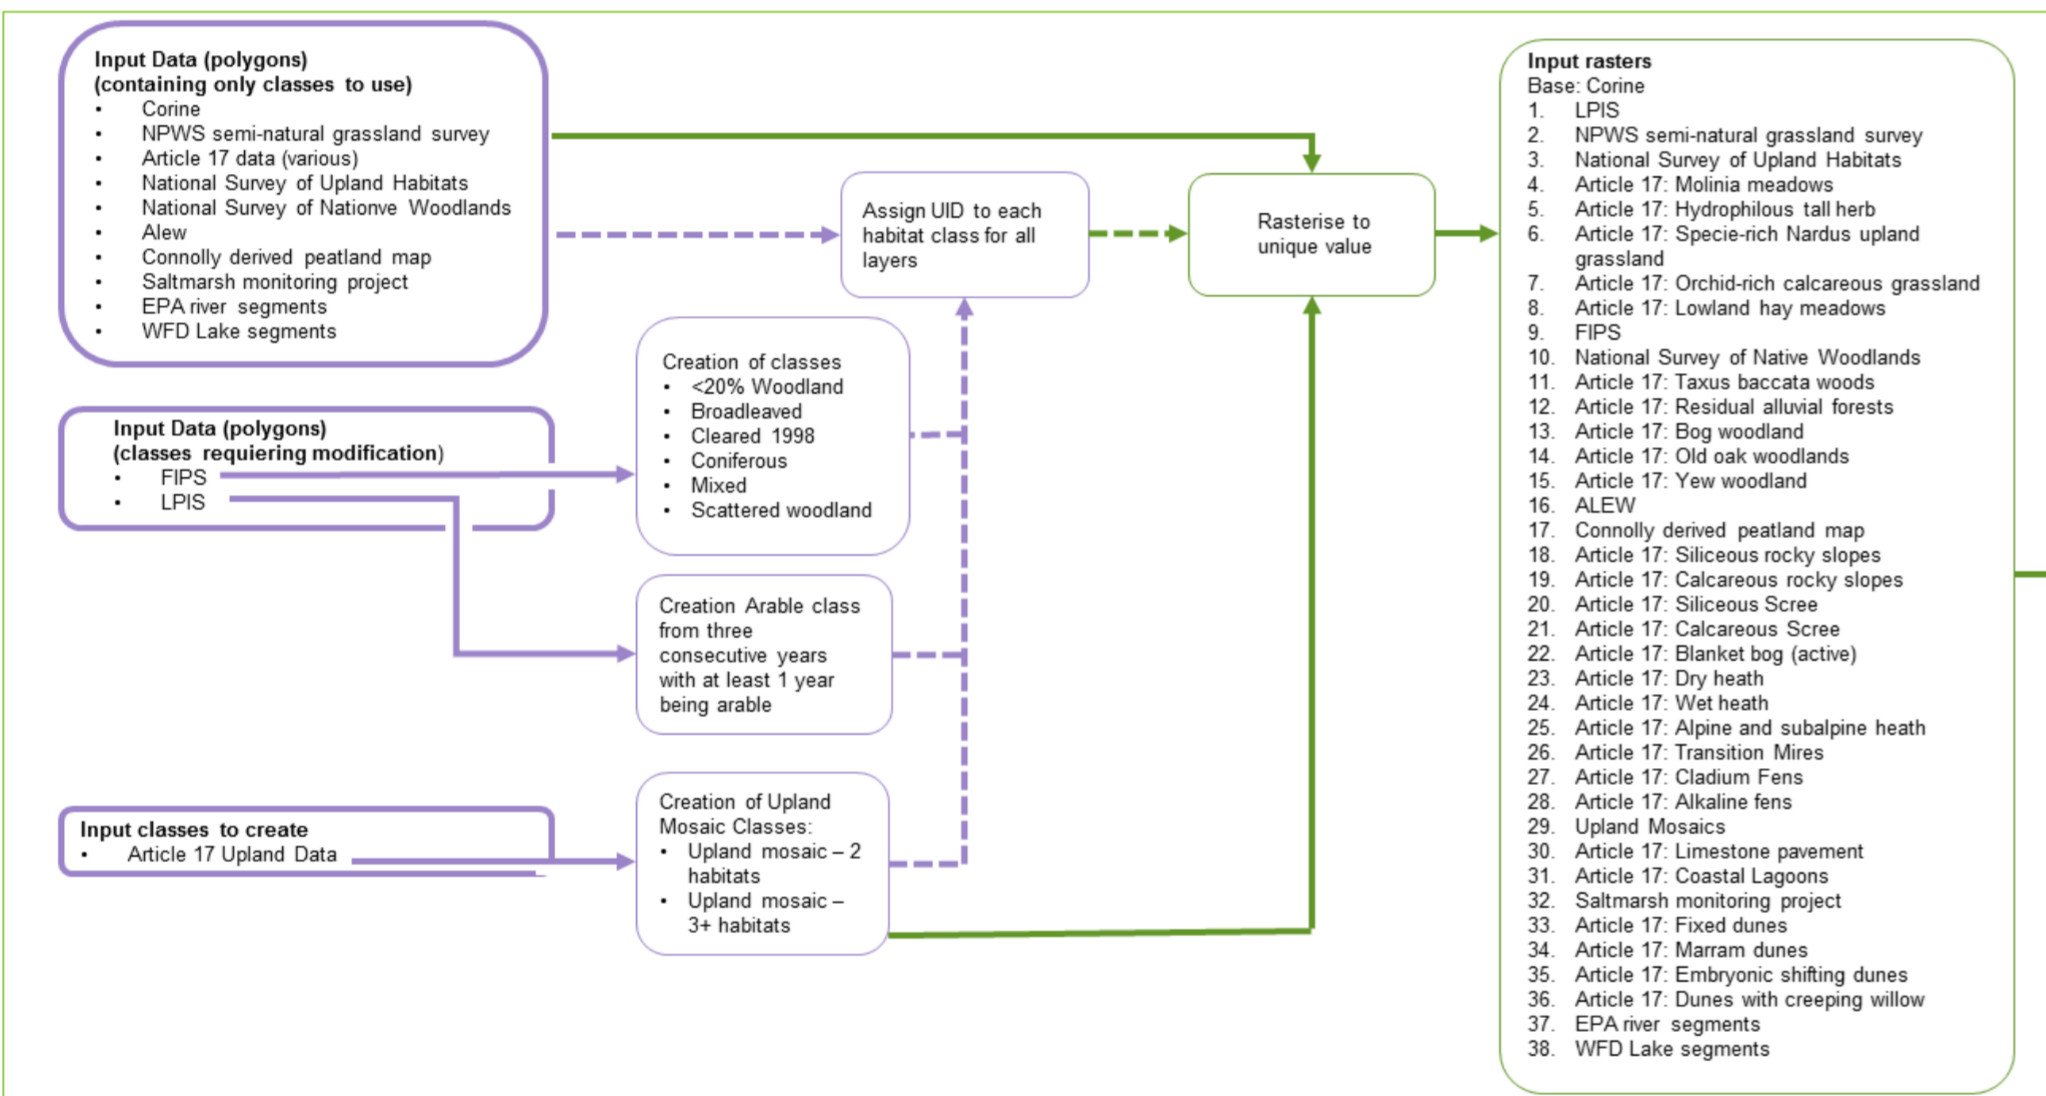 Input Data (polygons)
(containing only classes to use)
• Corine
• NPWS semi-natural grassland survey
• Article 17 data (various)
• National Survey of Upland Habitats
• National Survey of Nationve Woodlands
• Alew
• Connolly derived peatland map
• Saltmarsh monitoring project
• EPA river segments
• WFD Lake segments
Input Data (polygons)
(classes requiering modification)
• FIPS
• LPIS
Input classes to create
• Article 17 Upland Data
Creation of classes
• <20% Woodland
• Broadleaved
• Cleared 1998
• Coniferous
• Mixed
• Scattered woodland
Creation Arable class
from three
consecutive years
with at least 1 year
being arable
Creation of Upland
Mosaic Classes:
• Upland mosaic – 2
habitats
• Upland mosaic –
3+ habitats
Assign UID to each
habitat class for all
layers
Rasterise to
unique value
Input rasters
Base: Corine
1. LPIS
2. NPWS semi-natural grassland survey
3. National Survey of Upland Habitats
4. Article 17: Molinia meadows
5. Article 17: Hydrophilous tall herb
6. Article 17: Specie-rich Nardus upland
grassland
7. Article 17: Orchid-rich calcareous grassland
8. Article 17: Lowland hay meadows
9. FIPS
10. National Survey of Native Woodlands
11. Article 17: Taxus baccata woods
12. Article 17: Residual alluvial forests
13. Article 17: Bog woodland
14. Article 17: Old oak woodlands
15. Article 17: Yew woodland
16. ALEW
17. Connolly derived peatland map
18. Article 17: Siliceous rocky slopes
19. Article 17: Calcareous rocky slopes
20. Article 17: Siliceous Scree
21. Article 17: Calcareous Scree
22. Article 17: Blanket bog (active)
23. Article 17: Dry heath
24. Article 17: Wet heath
25. Article 17: Alpine and subalpine heath
26. Article 17: Transition Mires
27. Article 17: Cladium Fens
28. Article 17: Alkaline fens
29. Upland Mosaics
30. Article 17: Limestone pavement
31. Article 17: Coastal Lagoons
32. Saltmarsh monitoring project
33. Article 17: Fixed dunes
34. Article 17: Marram dunes
35. Article 17: Embryonic shifting dunes
36. Article 17: Dunes with creeping willow
37. EPA river segments
38. WFD Lake segments